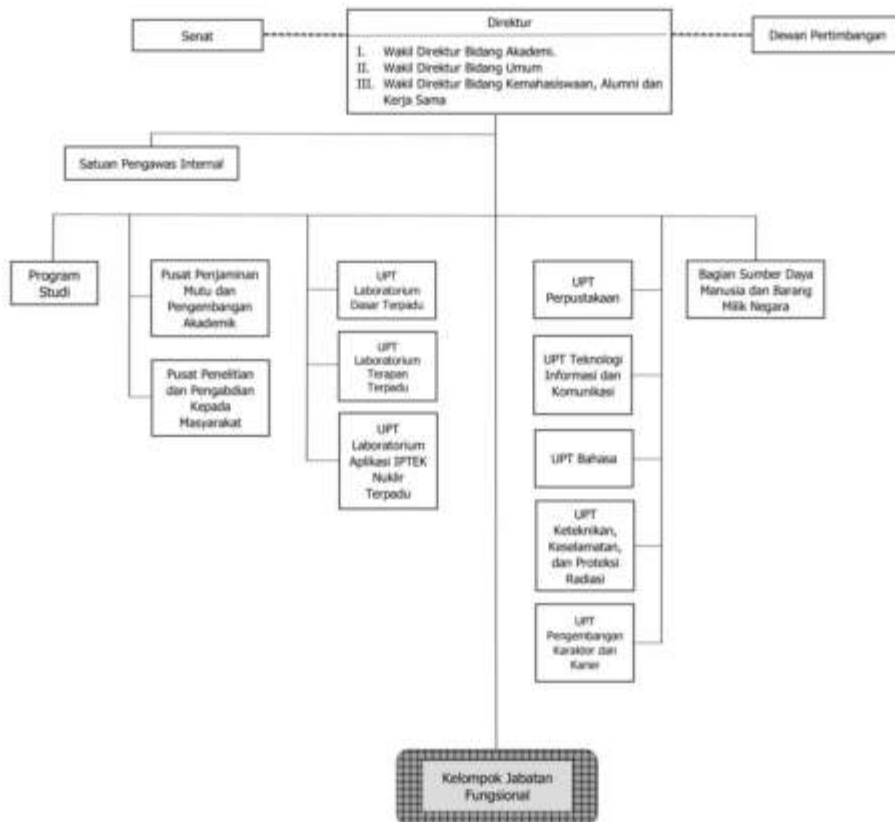 Direktur
Senat
Dewan Pertimbangan
I. Wakil Direktur Bidang Akademi.
II. Wakil Direktur Bidang Umum
III. Wakil Direktur Bidang Kemahasiswaan, Alumni dan
Kerja Sama
Satuan Pengawas Internal
Program
Studi
Pusat Penjaminan
Mutu dan
Pengembangan
Akademik
Pusat Penelitian
dan Pengabdian
Kepada
Masyarakat
UPT
Laboratorium
Dasar Terpadu
UPT
Laboratorium
Terapan
Terpadu
UPT
Laboratorium
Aplikasi IPTEK
Nuklir
Terpadu
UPT
Perpustakaan
UPT Teknologi
Informasi dan
Komunikasi
UPT Bahasa
UPT
Keteknikan,
Keselamatan,
dan Proteksi
Radiasi
UPT
Pengembangan
Karakter dan
Karier
Bagian Sumber Daya
Manusia dan Barang
Milik Negara
Kelompok Jabatan
Fungsional